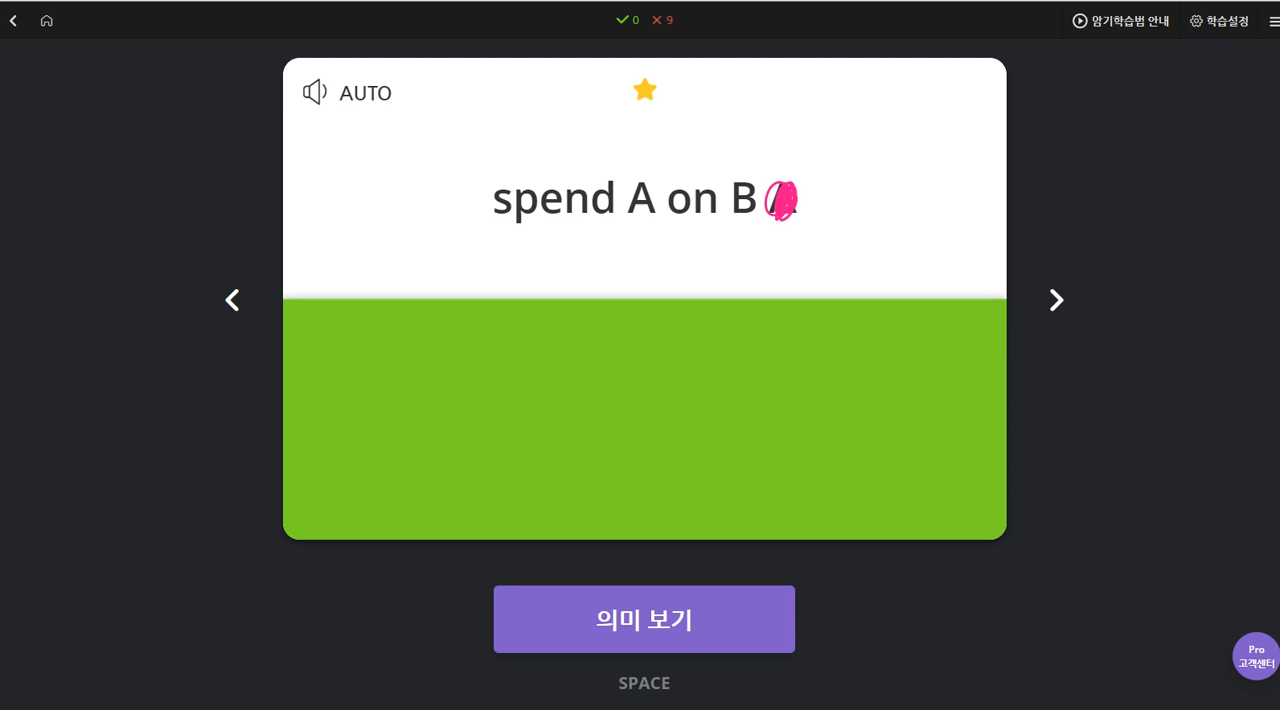 0 9 암기학습법 안내 학습설정
AUTO
spend A on B
의미 보기
SPACE
Pro
고객센터